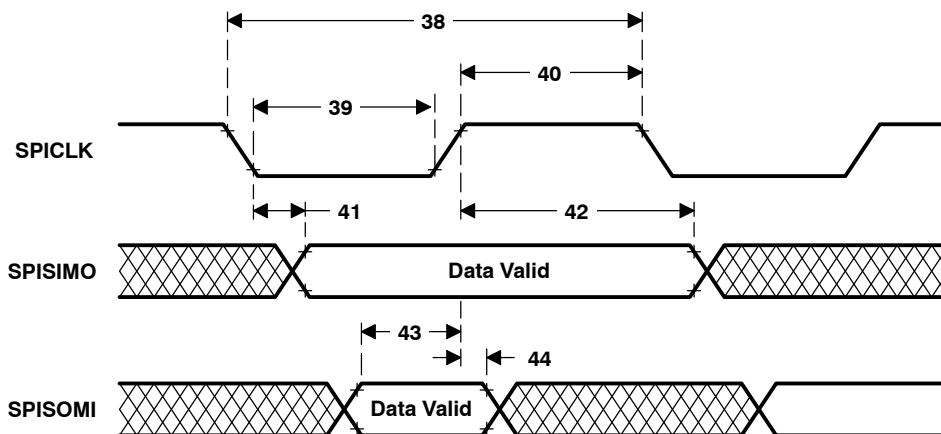 38
40
39
SPICLK
41
42
SPISIMO
Data Valid
43
44
SPISOMI
Data Valid